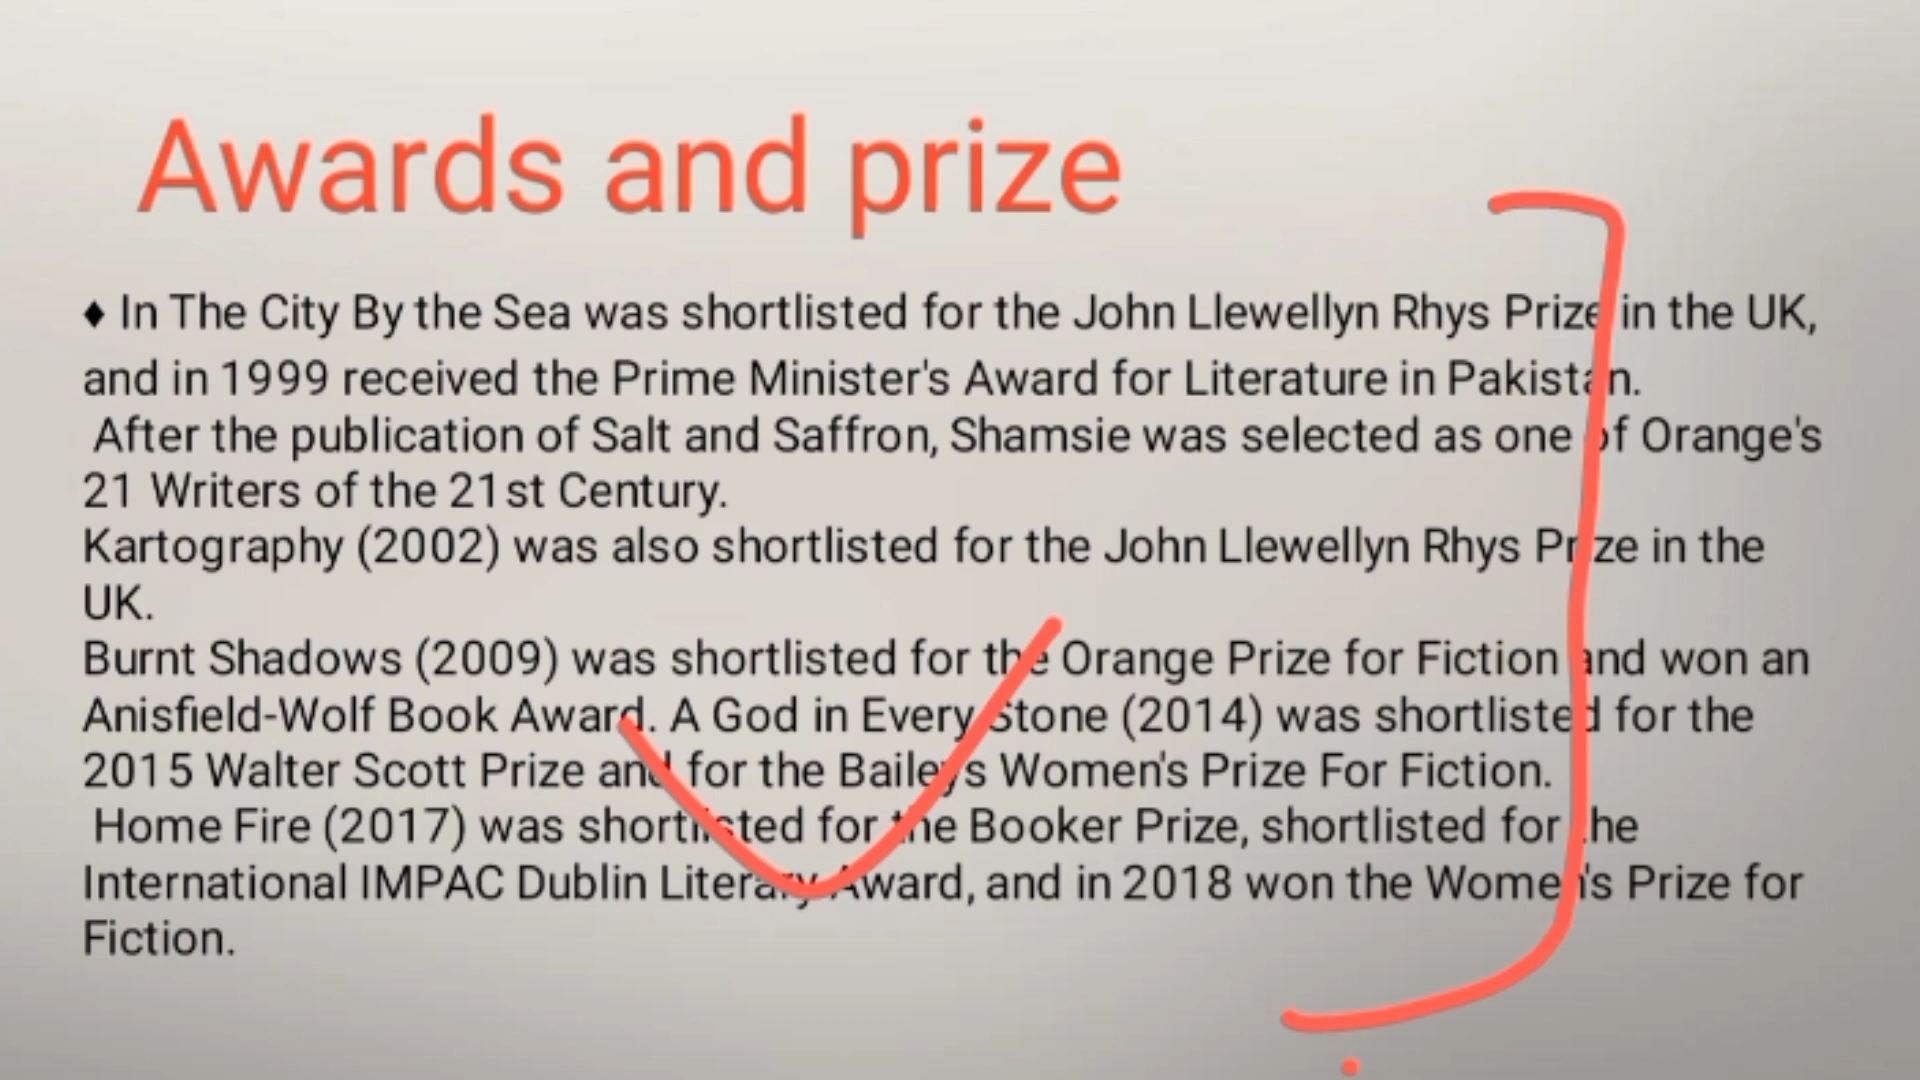 Awards and prize
♦ In The City By the Sea was shortlisted for the John Llewellyn Rhys Prize in the UK,
and in 1999 received the Prime Minister's Award for Literature in Pakistan.
After the publication of Salt and Saffron, Shamsie was selected as one of Orange's
21 Writers of the 21st Century.
Kartography (2002) was also shortlisted for the John Llewellyn Rhys Prize in the
UK.
Burnt Shadows (2009) was shortlisted for the Orange Prize for Fiction and won an
Anisfield-Wolf Book Award. A God in Every Stone (2014) was shortlisted for the
2015 Walter Scott Prize and for the Baileys Women's Prize For Fiction.
Home Fire (2017) was shortlisted for the Booker Prize, shortlisted for the
International IMPAC Dublin Literary Award, and in 2018 won the Women's Prize for
Fiction.